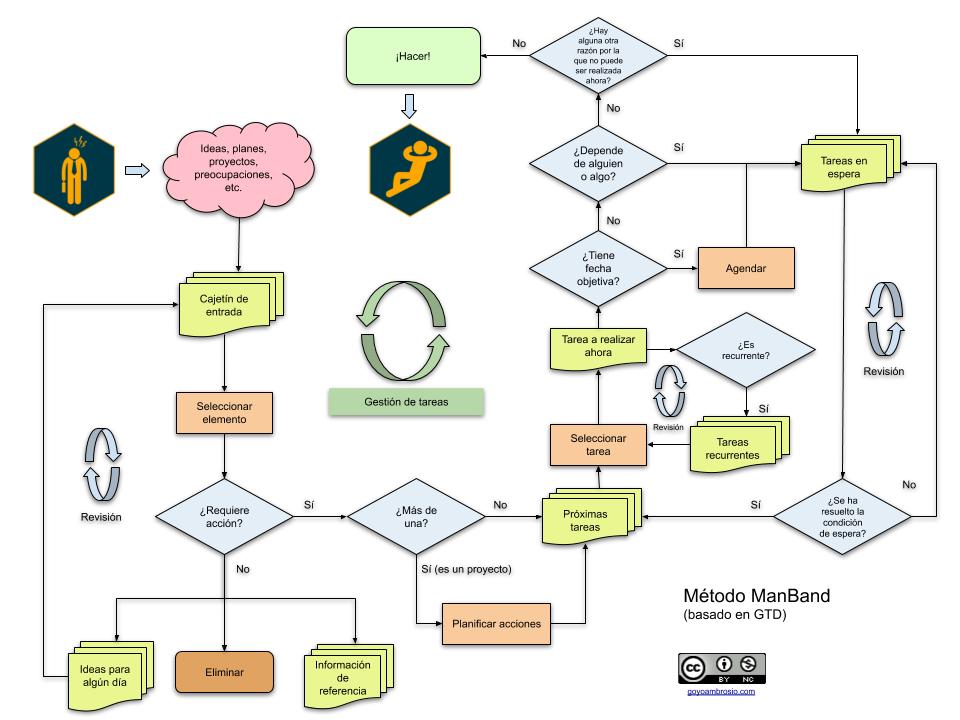 ¿Hay
alguna otra
razón por la
que no puede
ser realizada
ahora?
No
Sí
¡Hacer!
No
Ideas, planes,
proyectos,
preocupaciones,
etc.
¿Depende
de alguien
o algo?
Sí
Tareas en
espera
No
¿Tiene
fecha
objetiva?
Sí
Agendar
Cajetín de
entrada
Tarea a realizar
ahora
¿Es
recurrente?
Revisión
Gestión de tareas
Sí
Revisión
Seleccionar
elemento
Seleccionar
tarea
Tareas
recurrentes
Revisión
¿Requiere
acción?
Sí
¿Más de
una?
No
Próximas
tareas
Sí
¿Se ha
resuelto la
condición
de espera?
No
No
Sí (es un proyecto)
Planificar acciones
Método ManBand
(basado en GTD)
Ideas para
algún día
Eliminar
Información
de
referencia
cc
BY NC
goyoambrosio.com